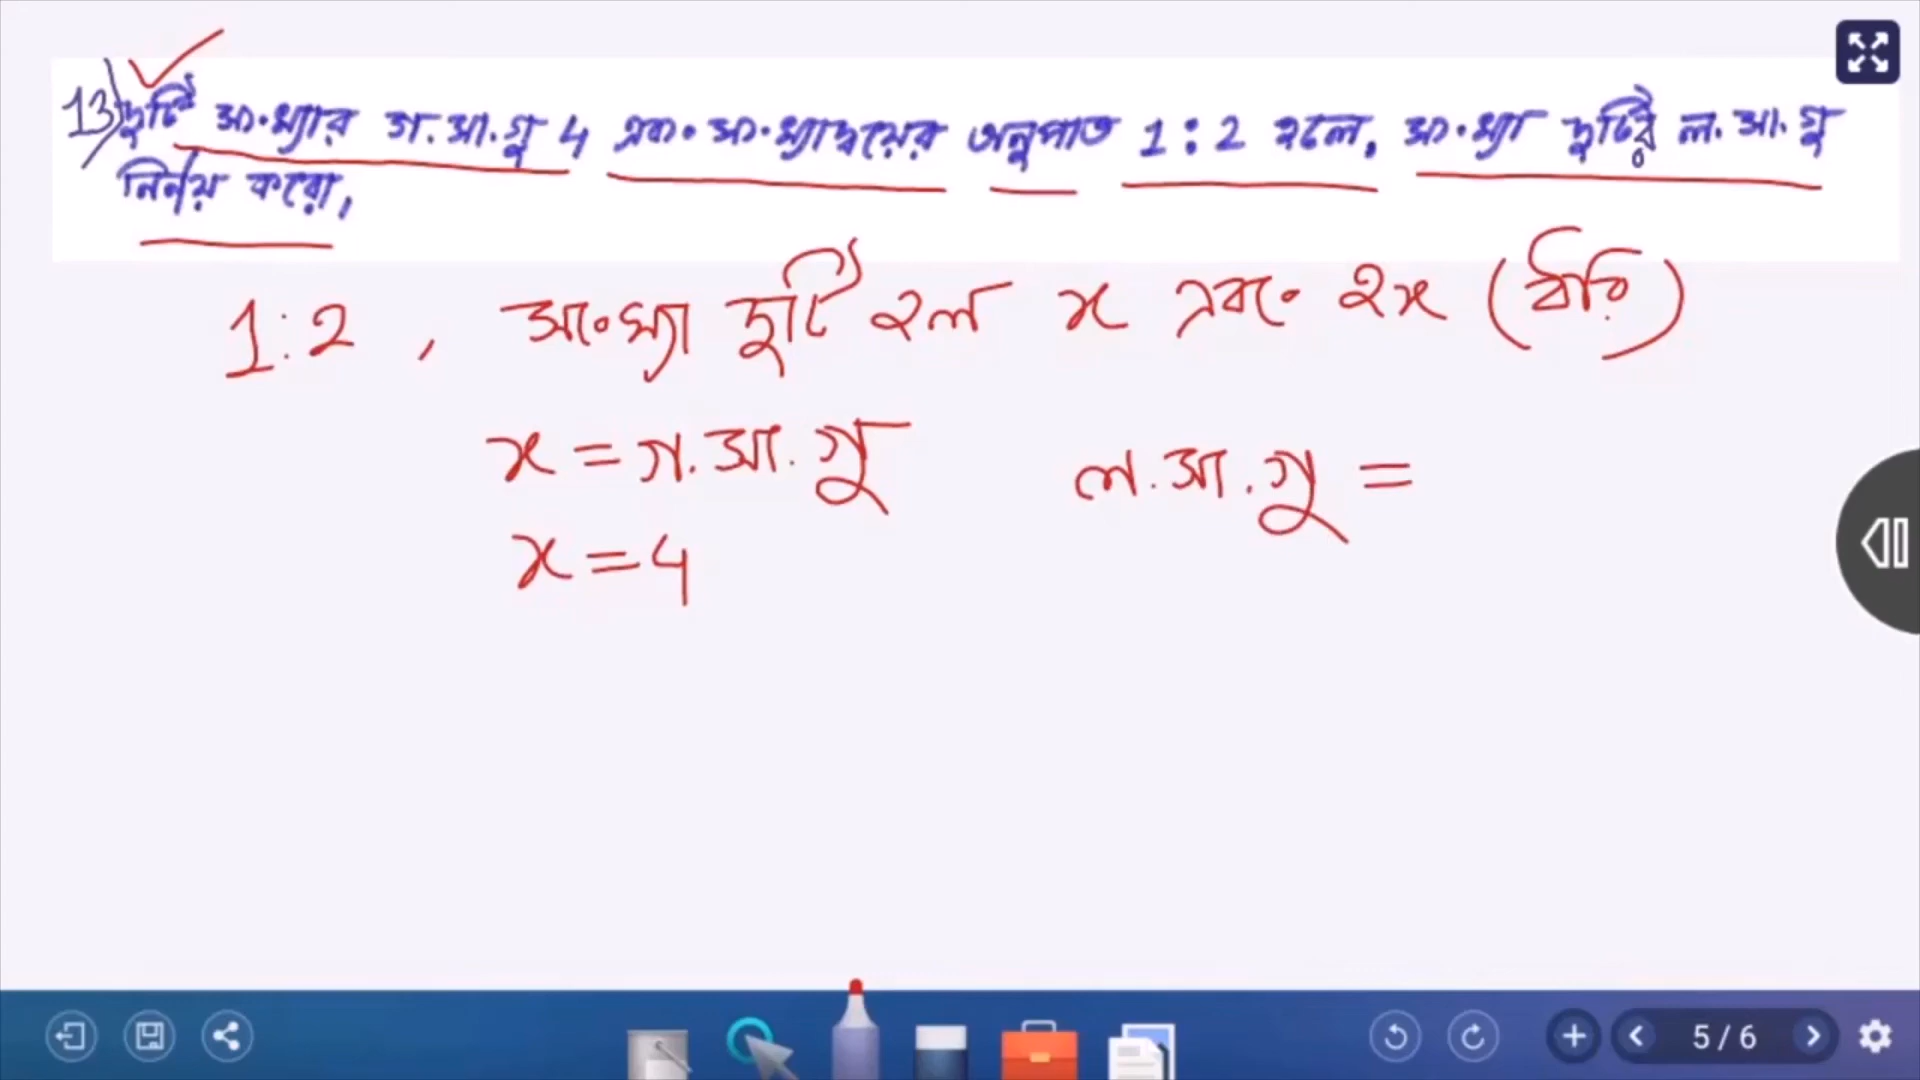 13) দুটি সংখ্যার গ.সা.গু 4 এবং সংখ্যাদ্বয়ের অনুপাত 1:2 হলে, সংখ্যা দুটির ল.সা.গু
নির্ণয় করো,
1:2 , সংখ্যা দুটি হল x এবং 2x (ধরি)
x = গ.সা.গু ল.সা.গু =
x = 4
5 / 6